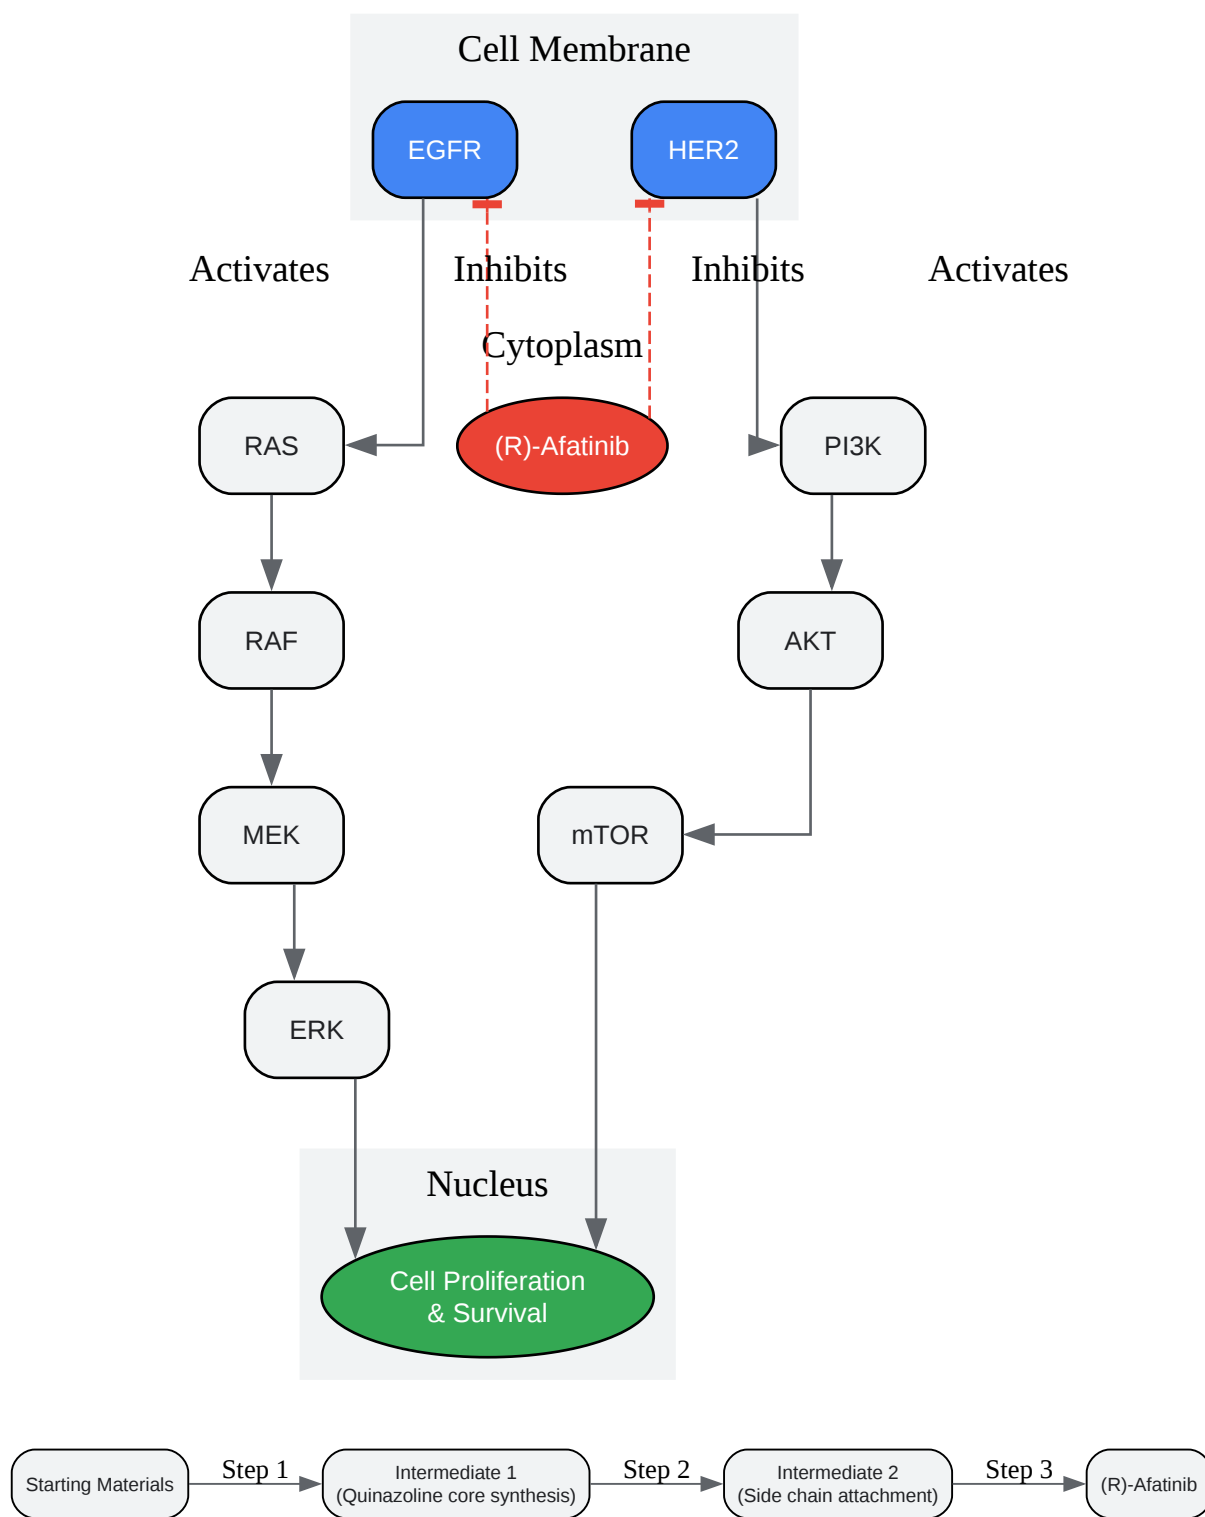 Cell Membrane
EGFR
HER2
Activates
Inhibits
Inhibits
Activates
Cytoplasm
RAS
(R)-Afatinib
PI3K
RAF
AKT
MEK
mTOR
ERK
Nucleus
Cell Proliferation
& Survival
Starting Materials
Step 1
Intermediate 1
(Quinazoline core synthesis)
Step 2
Intermediate 2
(Side chain attachment)
Step 3
(R)-Afatinib